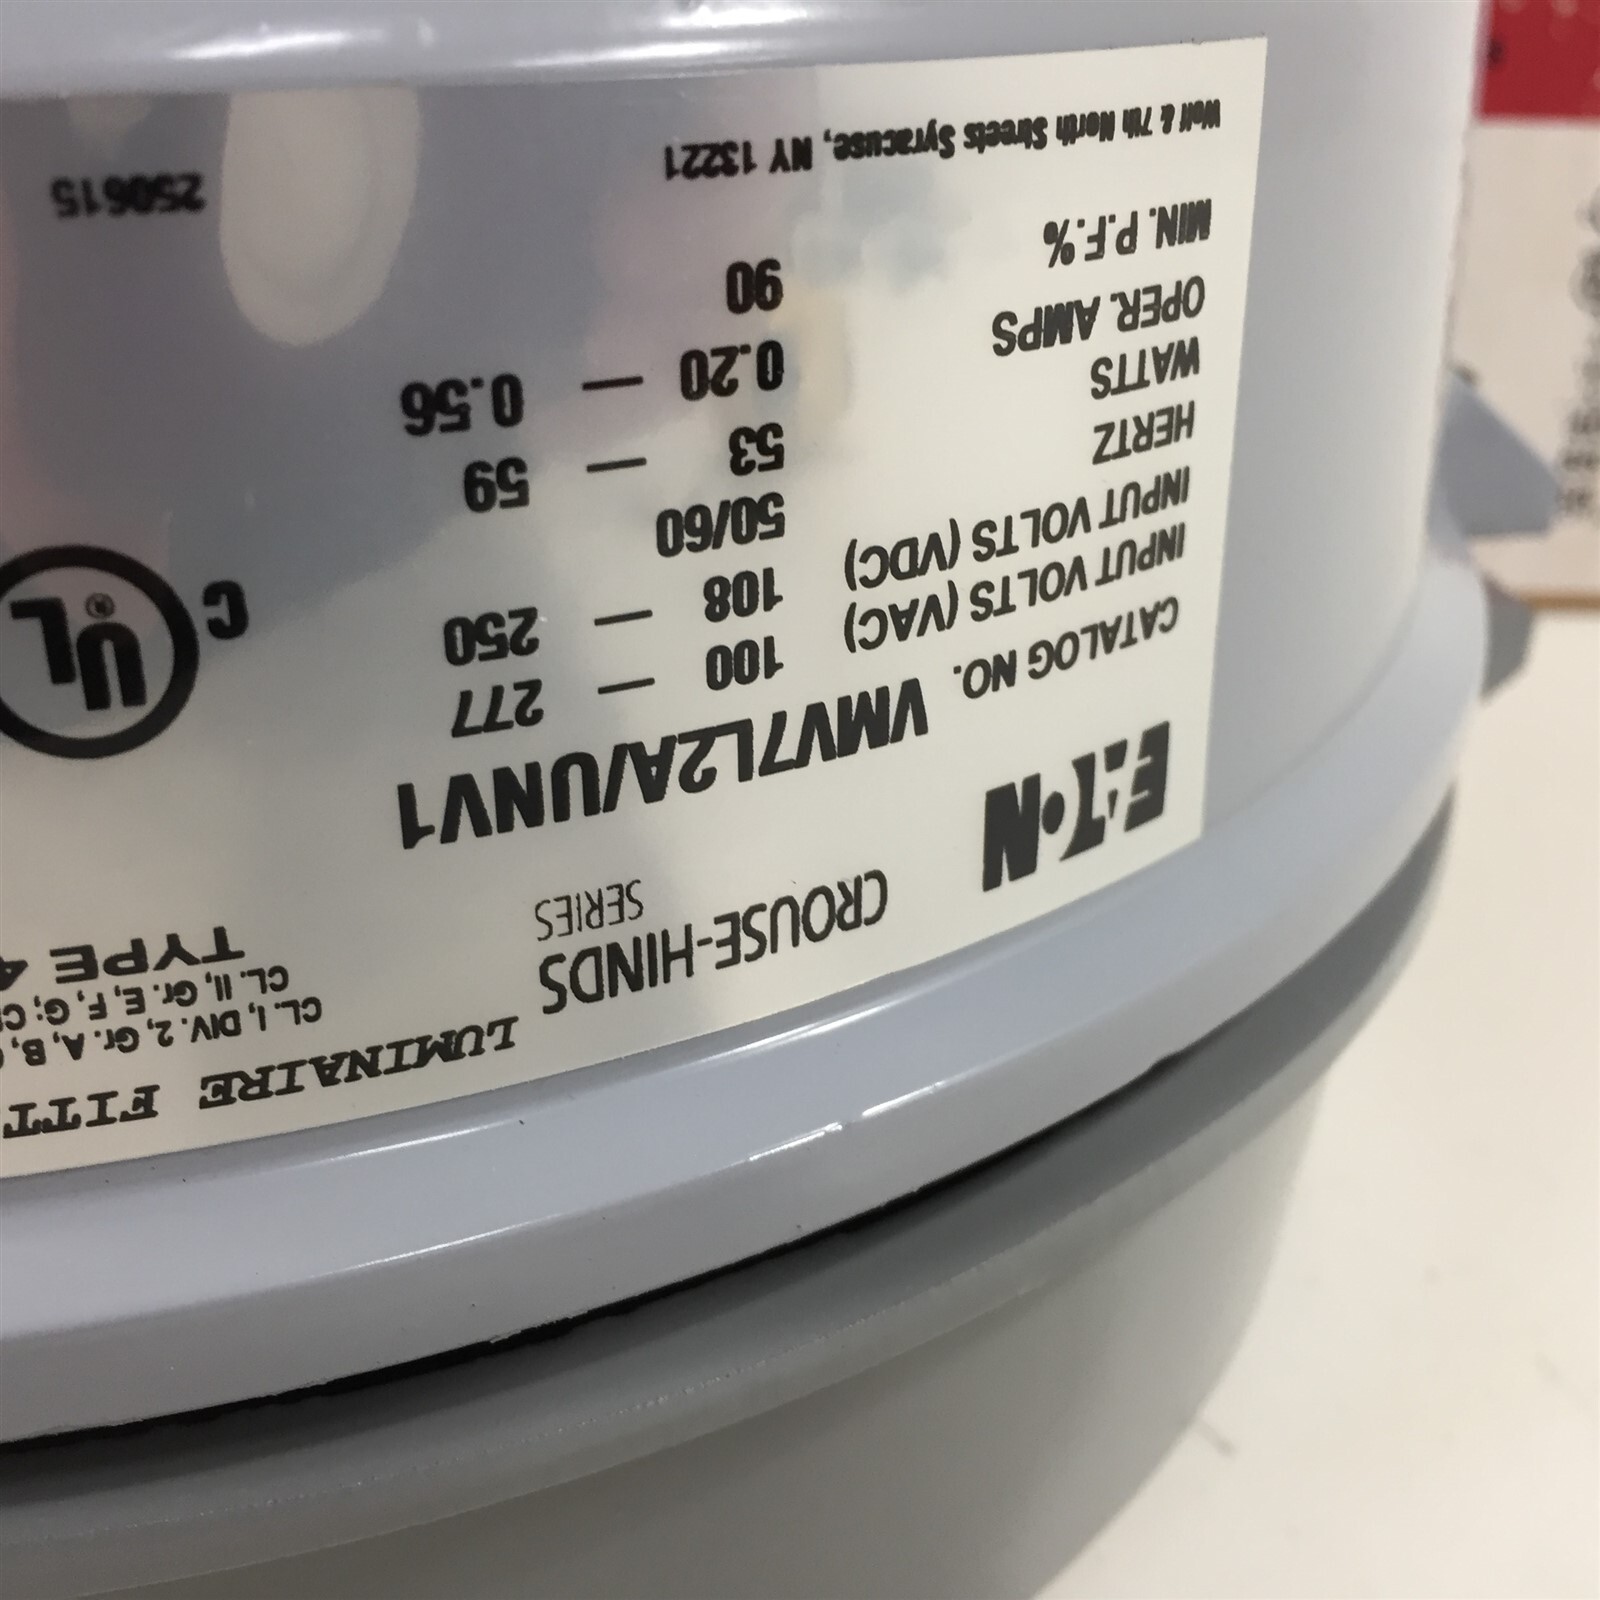 LUMINAIRE FITT
CL. I, DIV. 2, Gr. A, B,
CL. II, Gr. E, F, G;
TYPE 4
CROUSE-HINDS
SERIES
EATON
CATALOG NO. VMV7L2A/UNV1
INPUT VOLTS (VAC) 100 — 277
INPUT VOLTS (VDC) 108 — 250
HERTZ 50/60
WATTS 53 — 59
OPER. AMPS 0.20 — 0.56
MIN. P.F.% 90
C UL ®
Wolf & 7th North Streets Syracuse, NY 13221
250615